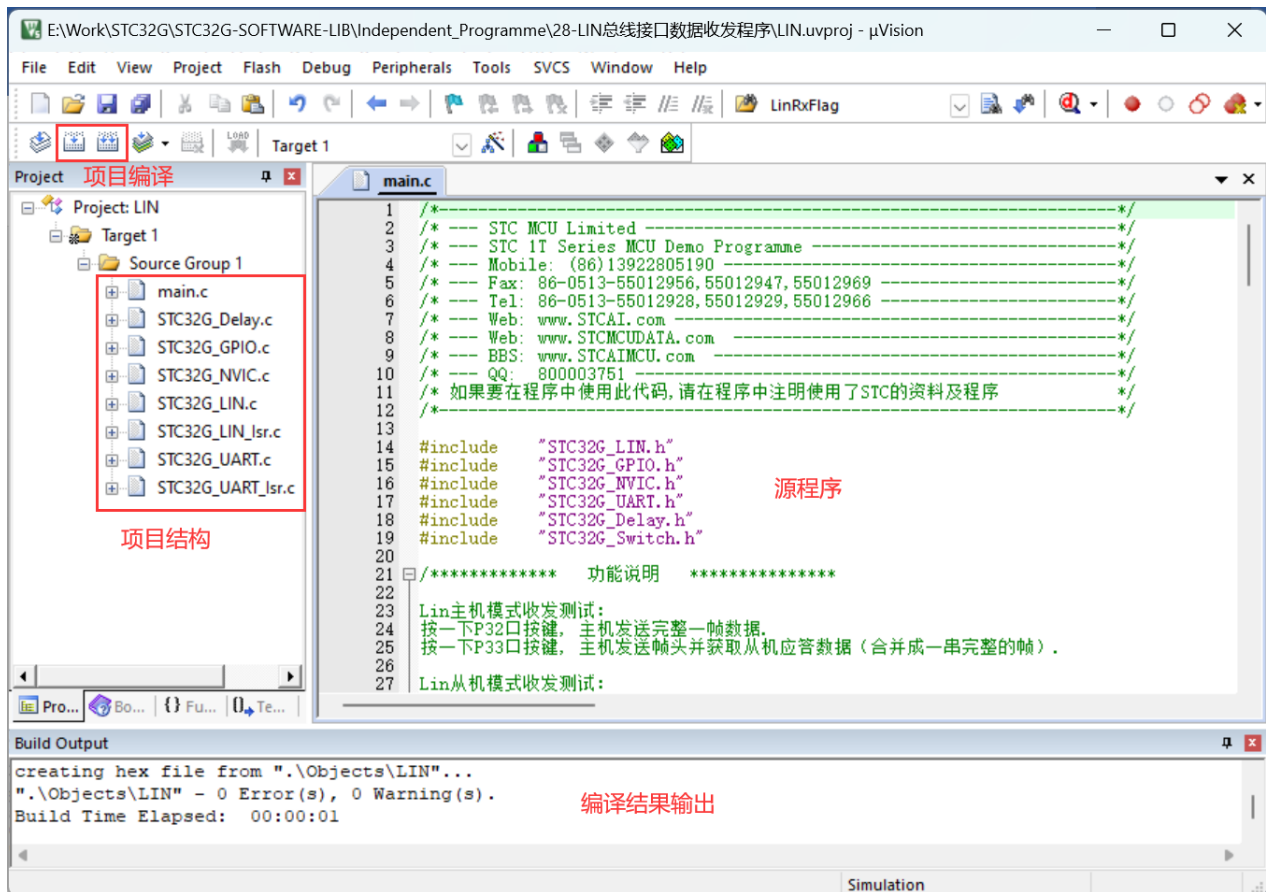 E:\Work\STC32G\STC32G-SOFTWARE-LIB\Independent_Programme\28-LIN总线接口数据收发程序\LIN.uvproj - µVision
File Edit View Project Flash Debug Peripherals Tools SVCS Window Help
LinRxFlag
LOAD Target 1
Project 项目编译
main.c
Project: LIN
Target 1
Source Group 1
main.c
STC32G_Delay.c
STC32G_GPIO.c
STC32G_NVIC.c
STC32G_LIN.c
STC32G_LIN_Isr.c
STC32G_UART.c
STC32G_UART_Isr.c
项目结构
Pro... Bo... {} Fu... Te...
1 /*---------------------------------------------------------------------*/
2 /* --- STC MCU Limited ------------------------------------------------*/
3 /* --- STC 1T Series MCU Demo Programme -------------------------------*/
4 /* --- Mobile: (86)13922805190 ----------------------------------------*/
5 /* --- Fax: 86-0513-55012956,55012947,55012969 ------------------------*/
6 /* --- Tel: 86-0513-55012928,55012929,55012966 ------------------------*/
7 /* --- Web: www.STCAI.com ---------------------------------------------*/
8 /* --- Web: www.STCMCUDATA.com  ---------------------------------------*/
9 /* --- BBS: www.STCAIMCU.com  -----------------------------------------*/
10 /* --- QQ:  800003751 -------------------------------------------------*/
11 /* 如果要在程序中使用此代码,请在程序中注明使用了STC的资料及程序 */
12 /*---------------------------------------------------------------------*/
13
14 #include "STC32G_LIN.h"
15 #include "STC32G_GPIO.h"
16 #include "STC32G_NVIC.h"
17 #include "STC32G_UART.h"
18 #include "STC32G_Delay.h"
19 #include "STC32G_Switch.h"
源程序
20
21 /************* 功能说明 ***************
22
23 Lin主机模式收发测试:
24 按一下P32口按键, 主机发送完整一帧数据.
25 按一下P33口按键, 主机发送帧头并获取从机应答数据（合并成一串完整的帧）.
26
27 Lin从机模式收发测试:
Build Output
creating hex file from ".\Objects\LIN"...
".\Objects\LIN" - 0 Error(s), 0 Warning(s).
Build Time Elapsed:  00:00:01
编译结果输出
Simulation